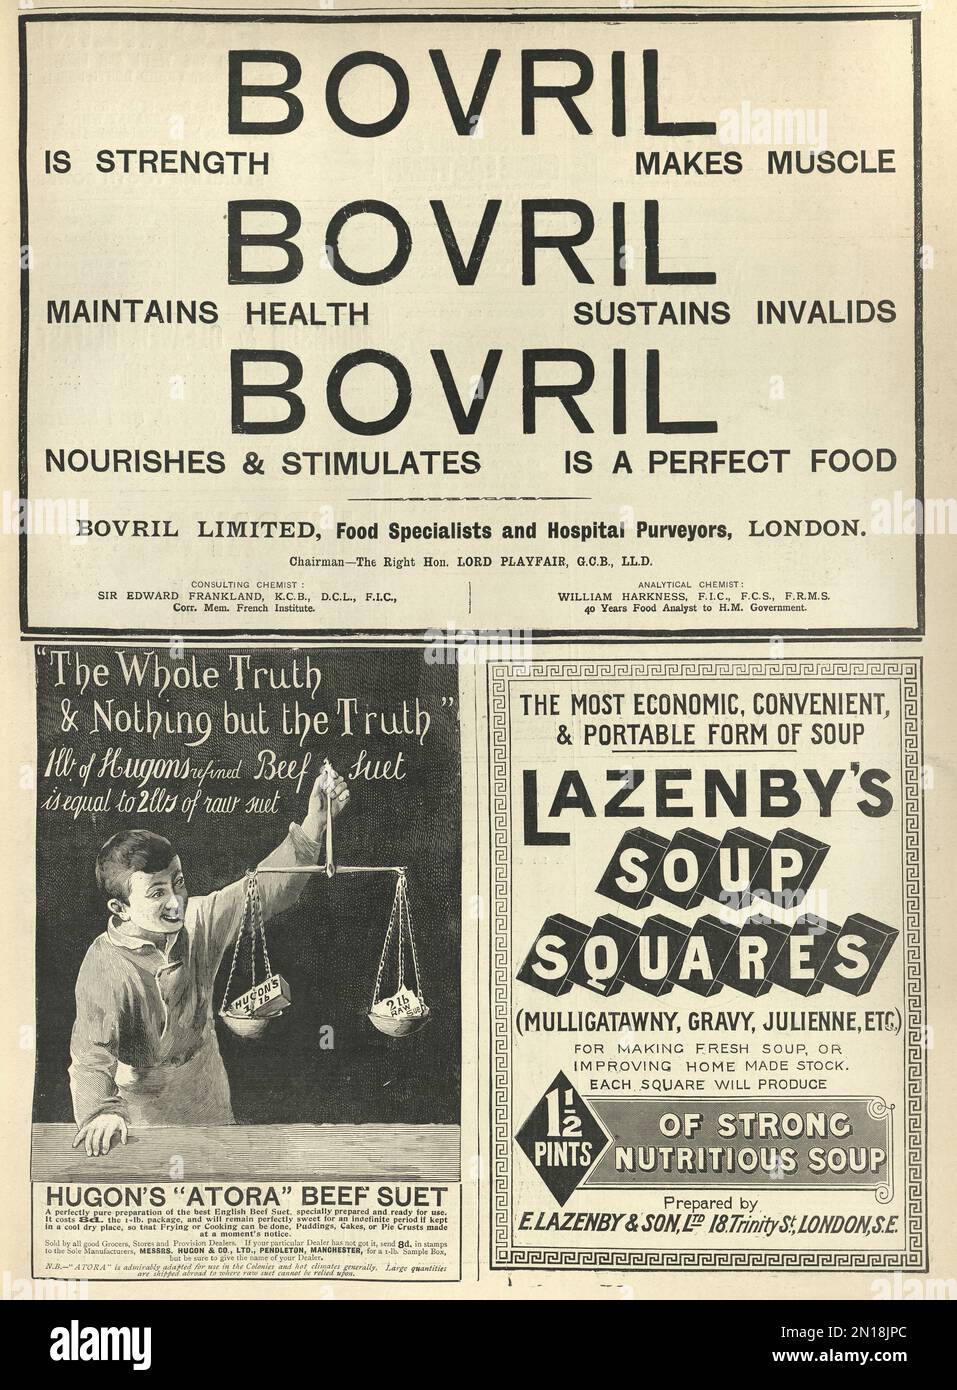 BOVRIL
IS STRENGTH MAKES MUSCLE
BOVRIL
MAINTAINS HEALTH SUSTAINS INVALIDS
BOVRIL
NOURISHES & STIMULATES IS A PERFECT FOOD
BOVRIL LIMITED, Food Specialists and Hospital Purveyors, LONDON.
Chairman—The Right Hon. LORD PLAYFAIR, G.C.B., LL.D.
CONSULTING CHEMIST:
SIR EDWARD FRANKLAND, K.C.B., D.C.L., F.I.C.,
Corr. Mem. French Institute.
ANALYTICAL CHEMIST:
WILLIAM HARKNESS, F.I.C., F.C.S., F.R.M.S.
40 Years Food Analyst to H.M. Government.
"The Whole Truth
& Nothing but the Truth"
1lb. of Hugons refined Beef Suet
is equal to 2lbs of raw suet
HUGON'S
1 lb
2 lb
RAW
SUET
HUGON'S "ATORA" BEEF SUET
A perfectly pure preparation of the best English Beef Suet, specially prepared and ready for use.
It costs 8d. the 1-lb. package, and will remain perfectly sweet for an indefinite period if kept
in a cool dry place, so that Frying or Cooking can be done, Puddings, Cakes, or Pie Crusts made
at a moment's notice.
Sold by all good Grocers, Stores and Provision Dealers. If your particular Dealer has not got it, send 8d. in stamps
to the Sole Manufacturers, MESSRS. HUGON & CO., LTD., PENDLETON, MANCHESTER, for a 1-lb. Sample Box,
but be sure to give the name of your Dealer.
N.B.—"ATORA" is admirably adapted for use in the Colonies and hot climates generally. Large quantities
are shipped abroad to where raw suet cannot be relied upon.
THE MOST ECONOMIC, CONVENIENT,
& PORTABLE FORM OF SOUP
LAZENBY'S
SOUP
SQUARES
(MULLIGATAWNY, GRAVY, JULIENNE, ETC.)
FOR MAKING FRESH SOUP, OR
IMPROVING HOME MADE STOCK.
EACH SQUARE WILL PRODUCE
1½ PINTS
OF STRONG
NUTRITIOUS SOUP
Prepared by
E. LAZENBY & SON, LTD 18 Trinity St, LONDON, S.E.
alamy
Image ID: 2N18JPC
www.alamy.com